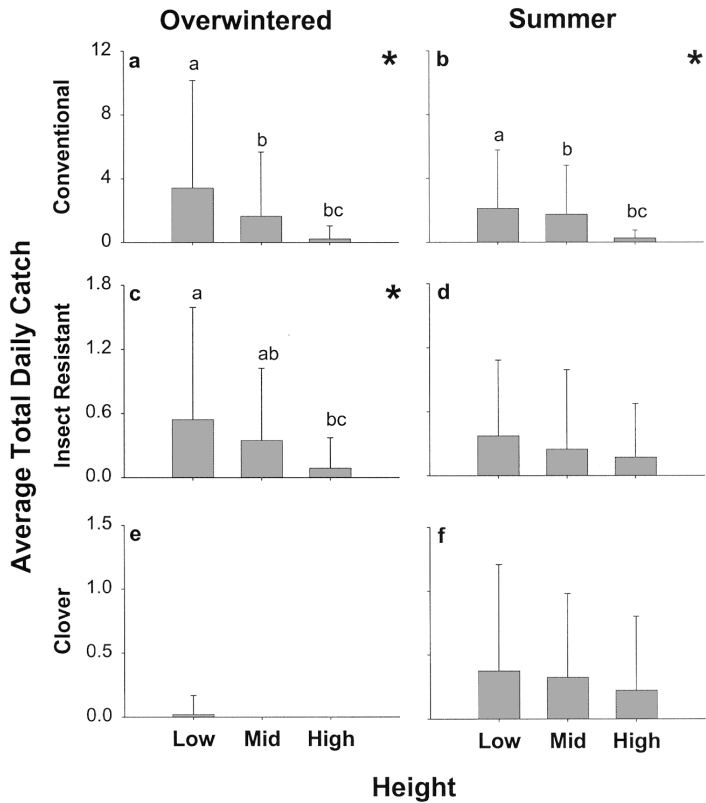 Overwintered
Summer
Average Total Daily Catch
Conventional
12
8
4
0
a
*
a
b
bc
b
*
a
b
bc
Insect Resistant
1.8
1.2
0.6
0.0
c
*
a
ab
bc
d
Clover
1.5
1.0
0.5
0.0
e
f
Low Mid High
Low Mid High
Height